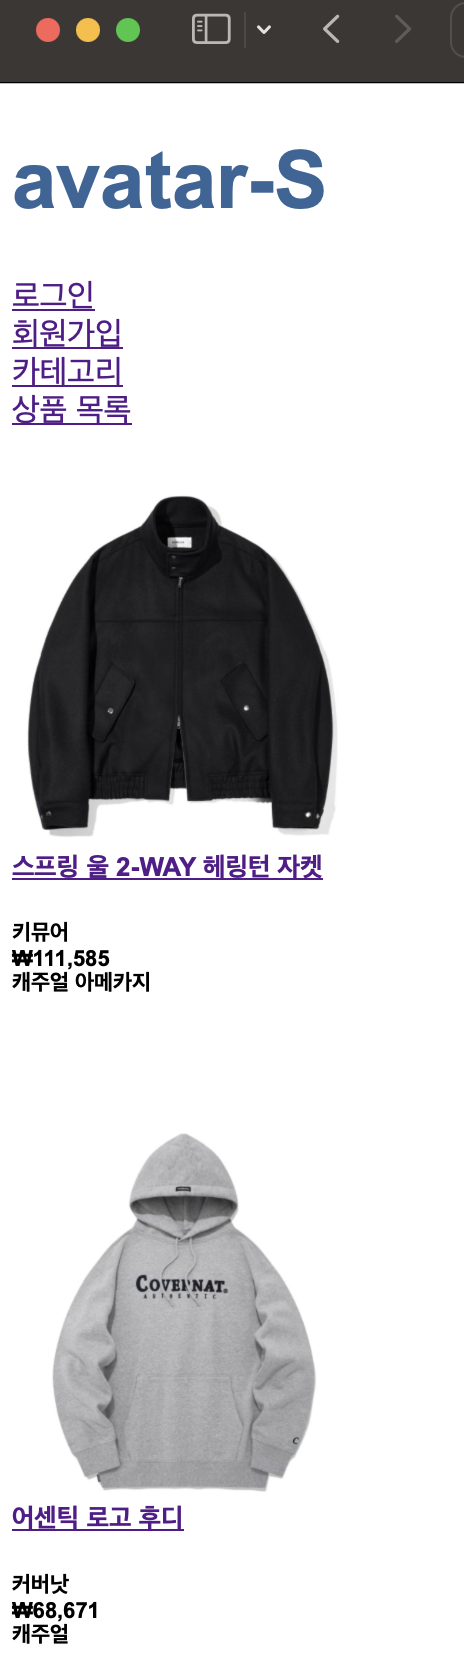 avatar-S
로그인
회원가입
카테고리
상품 목록
스프링 울 2-WAY 헤링턴 자켓
키뮤어
₩111,585
캐주얼 아메카지
COVERNAT.
AUTHENTIC
C
어센틱 로고 후디
커버낫
₩68,671
캐주얼